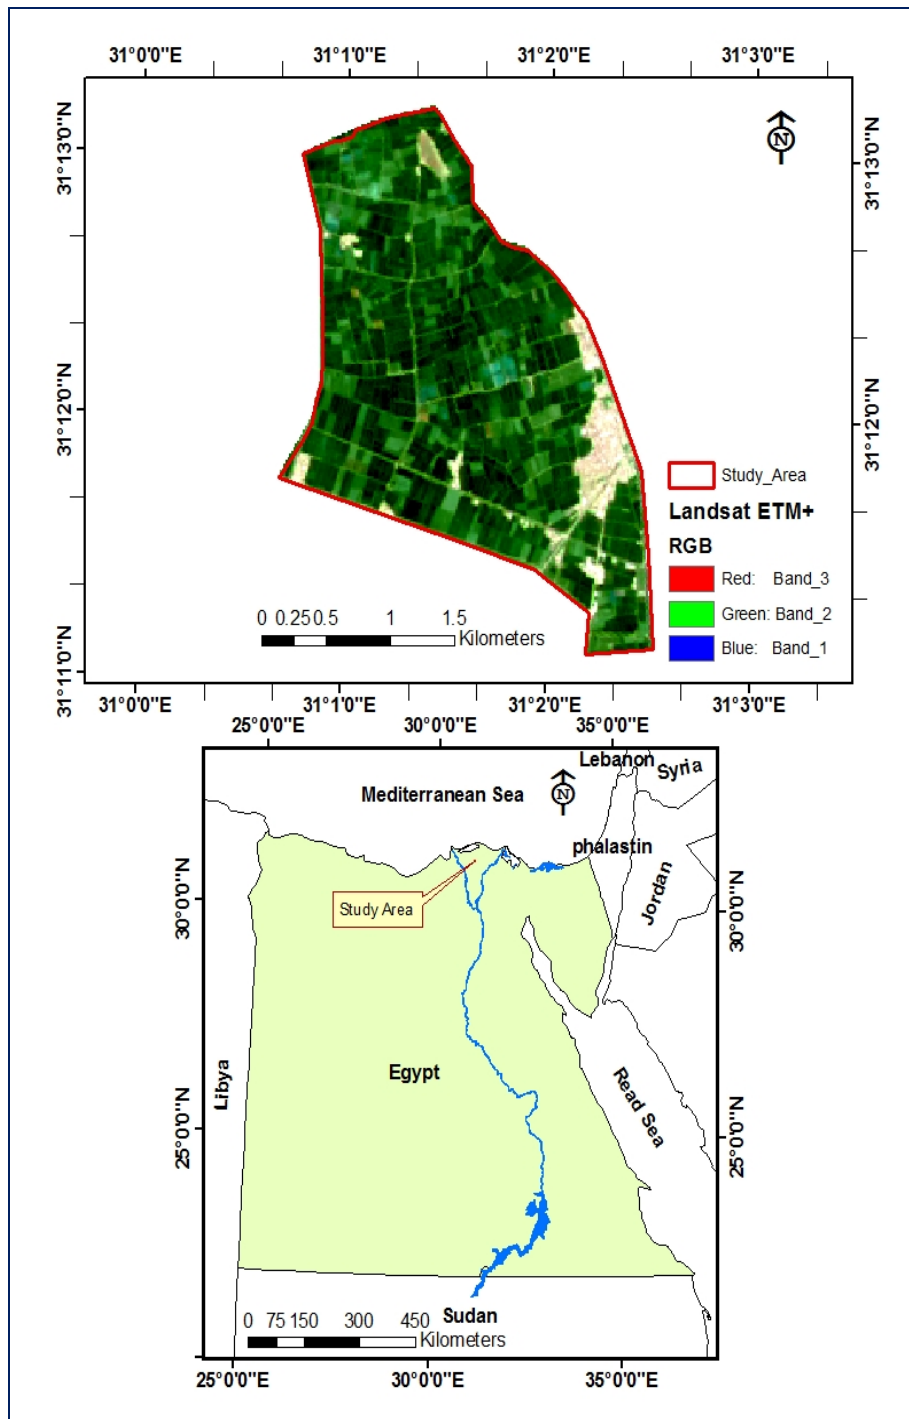 31°0'0"E 31°1'0"E 31°2'0"E 31°3'0"E
31°13'0"N
31°13'0"N
N
31°12'0"N
31°12'0"N
Study_Area
Landsat ETM+
RGB
Red: Band_3
Green: Band_2
Blue: Band_1
0 0.25 0.5 1 1.5
Kilometers
31°11'0"N
31°0'0"E 31°1'0"E 31°2'0"E 31°3'0"E
25°0'0"E 30°0'0"E 35°0'0"E
Lebanon
Syria
Mediterranean Sea
N
phalastin
Jordan
30°0'0"N
30°0'0"N
Study Area
Egypt
Libya
Read Sea
25°0'0"N
25°0'0"N
Sudan
0 75 150 300 450
Kilometers
25°0'0"E 30°0'0"E 35°0'0"E